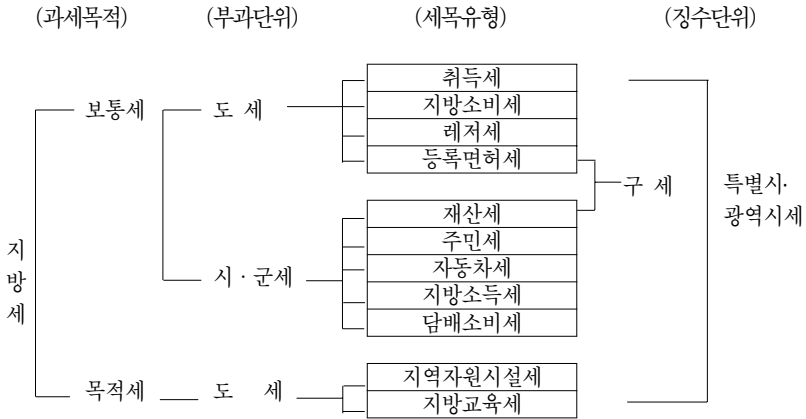 (과세목적) (부과단위) (세목유형) (징수단위)
취득세
보통세 도 세 지방소비세
레저세
등록면허세
구 세 특별시·
광역시세
재산세
지 주민세
방 시 · 군세 자동차세
세 지방소득세
담배소비세
지역자원시설세
목적세 도 세 지방교육세